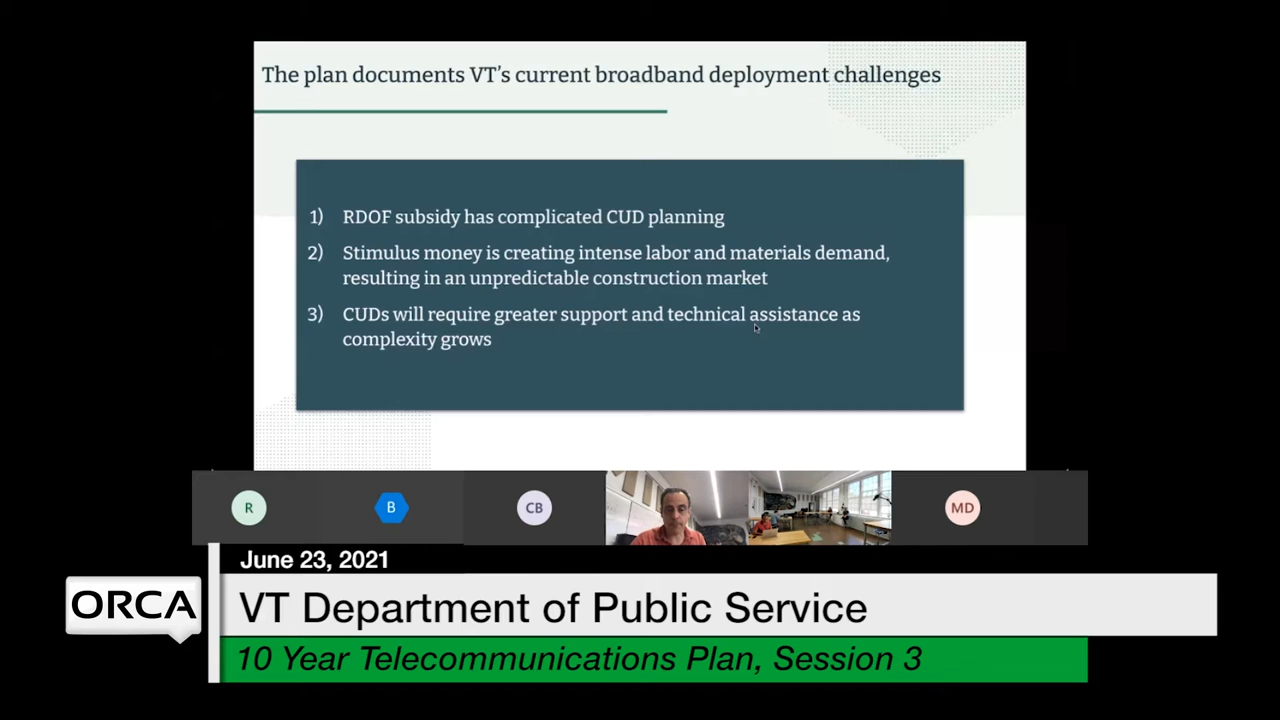 The plan documents VT's current broadband deployment challenges
1) RDOF subsidy has complicated CUD planning
2) Stimulus money is creating intense labor and materials demand,
resulting in an unpredictable construction market
3) CUDs will require greater support and technical assistance as
complexity grows
R
B
CB
MD
June 23, 2021
ORCA
VT Department of Public Service
10 Year Telecommunications Plan, Session 3